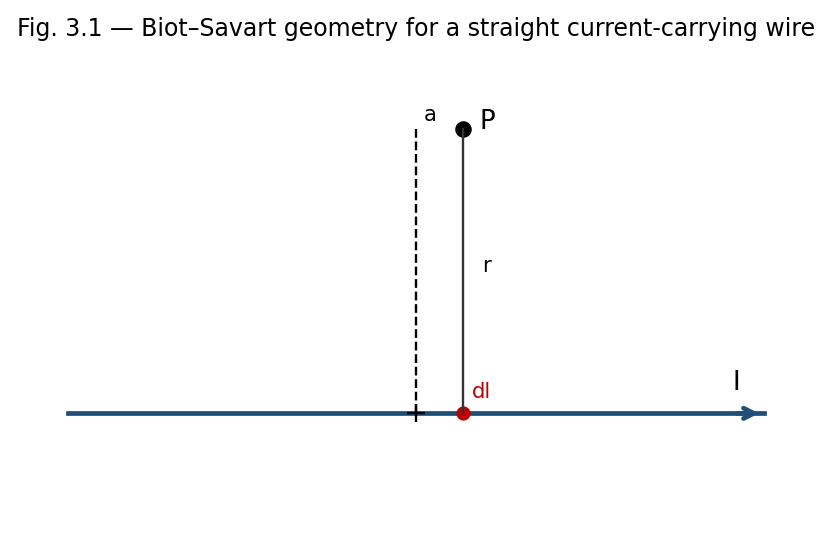 Fig. 3.1 — Biot–Savart geometry for a straight current-carrying wire
a
P
r
I
dl